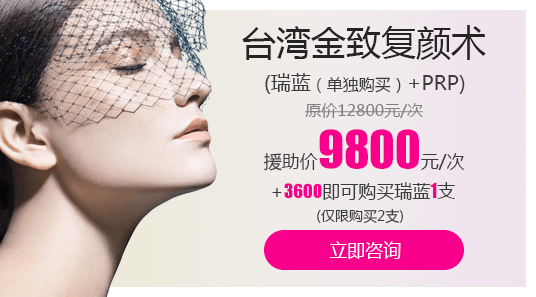 台湾金致复颜术
(瑞蓝（单独购买）+PRP)
原价12800元/次
援助价9800元/次
+3600即可购买瑞蓝1支
(仅限购买2支)
立即咨询